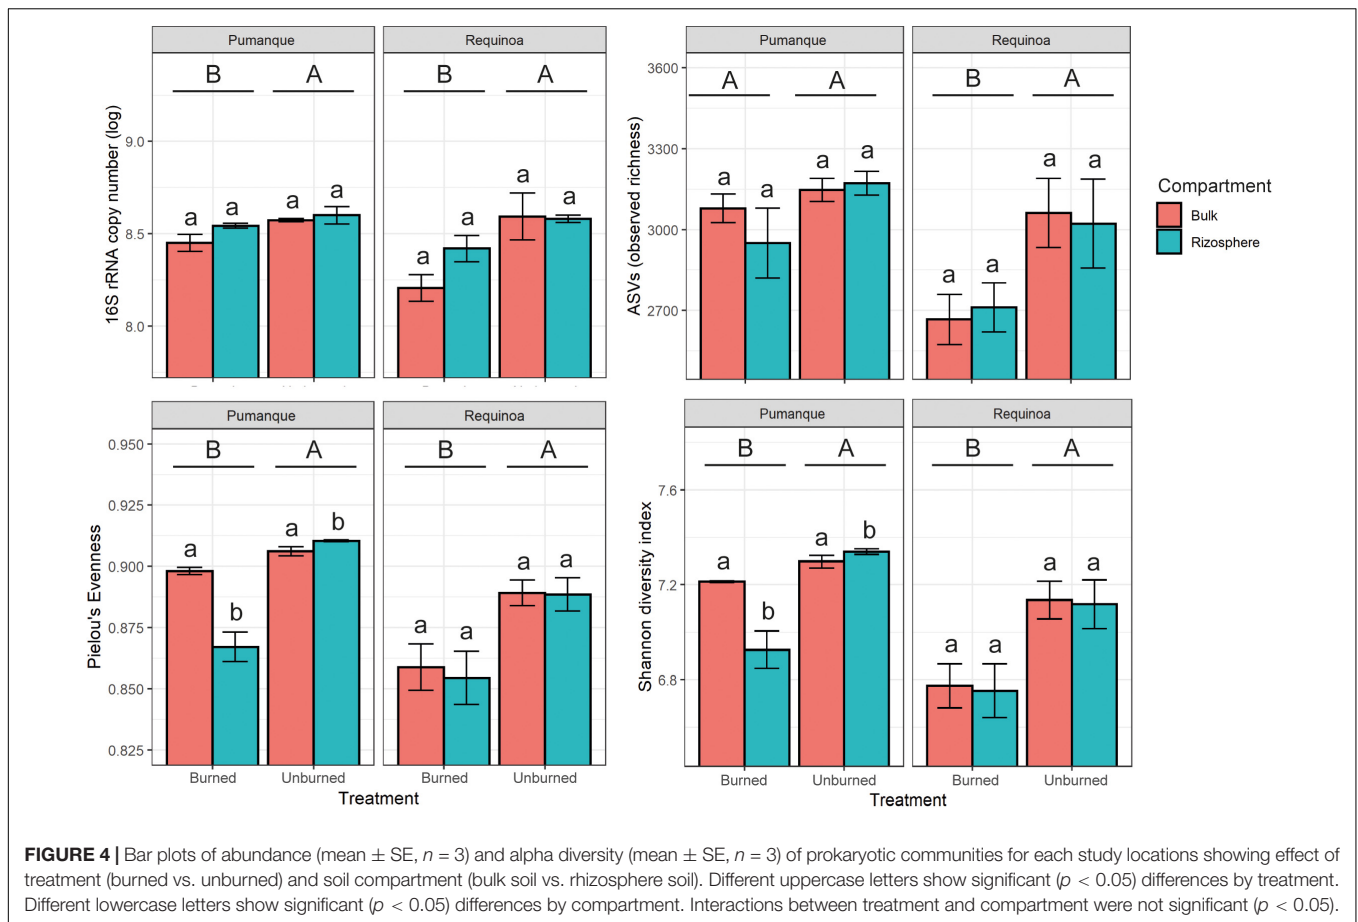 Pumanque Requinoa
B A B A
a a a a a a a a
9.0
8.5
8.0
16S rRNA copy number (log)
Pumanque Requinoa
A A B A
a a a a a a a a
3600
3300
3000
2700
ASVs (observed richness)
Compartment
Bulk
Rizosphere
Pumanque Requinoa
B A B A
a b a b a a a a
0.950
0.925
0.900
0.875
0.850
0.825
Pielou's Evenness
Burned Unburned Burned Unburned
Treatment
Pumanque Requinoa
B A B A
a b a b a a a a
7.6
7.2
6.8
Shannon diversity index
Burned Unburned Burned Unburned
Treatment
FIGURE 4 | Bar plots of abundance (mean ± SE, n = 3) and alpha diversity (mean ± SE, n = 3) of prokaryotic communities for each study locations showing effect of
treatment (burned vs. unburned) and soil compartment (bulk soil vs. rhizosphere soil). Different uppercase letters show significant (p < 0.05) differences by treatment.
Different lowercase letters show significant (p < 0.05) differences by compartment. Interactions between treatment and compartment were not significant (p < 0.05).